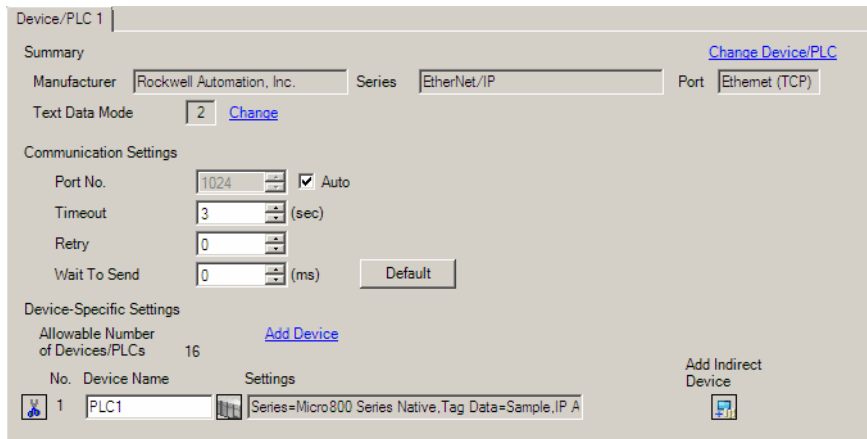 Device/PLC 1
Summary
Change Device/PLC
Manufacturer Rockwell Automation, Inc. Series EtherNet/IP Port Ethernet (TCP)
Text Data Mode 2 Change
Communication Settings
Port No. 1024 Auto
Timeout 3 (sec)
Retry 0
Wait To Send 0 (ms) Default
Device-Specific Settings
Allowable Number
of Devices/PLCs 16 Add Device
Add Indirect
Device
No. Device Name Settings
1 PLC1 Series=Micro800 Series Native,Tag Data=Sample,IP A